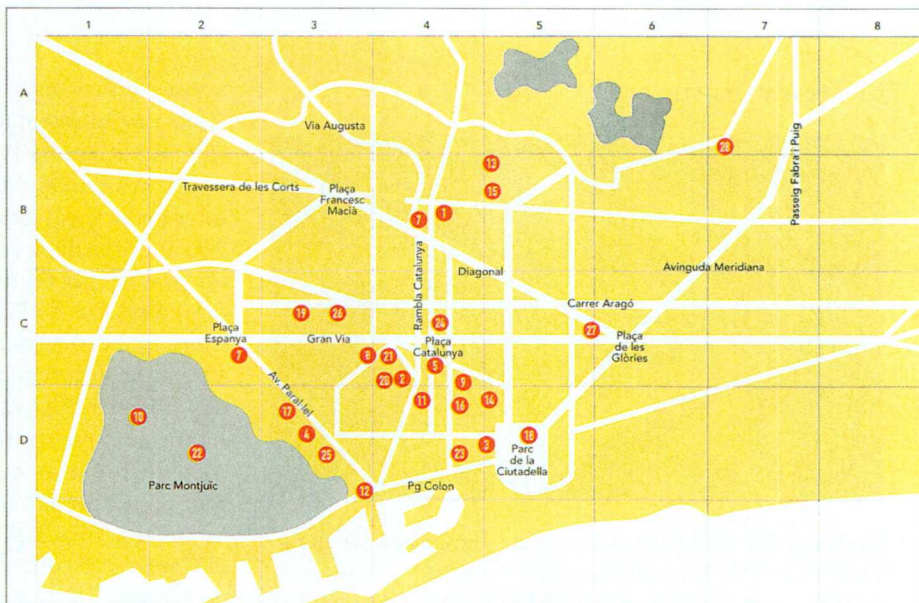 1 2 3 4 5 6 7 8
A
Via Augusta
28
13
Passeig Fabra i Puig
Travessera de les Corts
15
Plaça
Francesc
Macià
B
7 1
Rambla Catalunya
Diagonal
Avinguda Meridiana
Carrer Aragó
19 26
24
27
C
Plaça
Espanya
Gran Via
Plaça
Catalunya
Plaça
de les
Glòries
7
8 21
5
20 2
9
Av. Paral·lel
11
16
14
10
17
4
18
D
3
22
25
23
Parc
de la
Ciutadella
Parc Montjuïc
12
Pg Colon